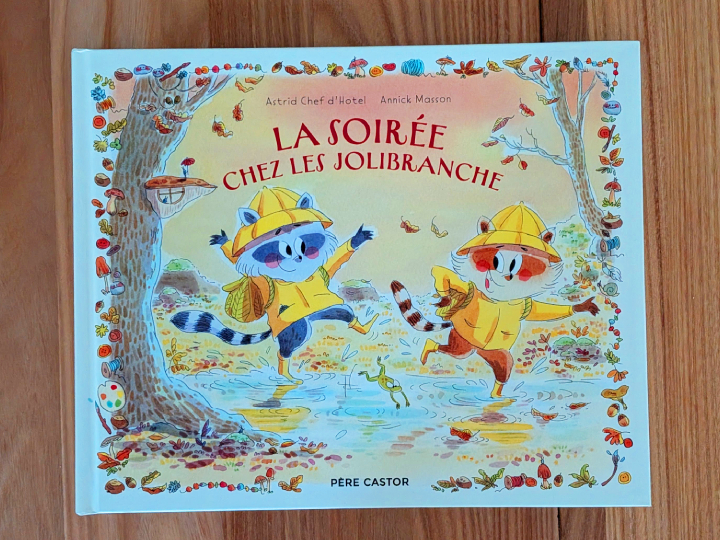 Astrid Chef d'Hotel Annick Masson
LA SOIRÉE
CHEZ LES JOLIBRANCHE
PÈRE CASTOR